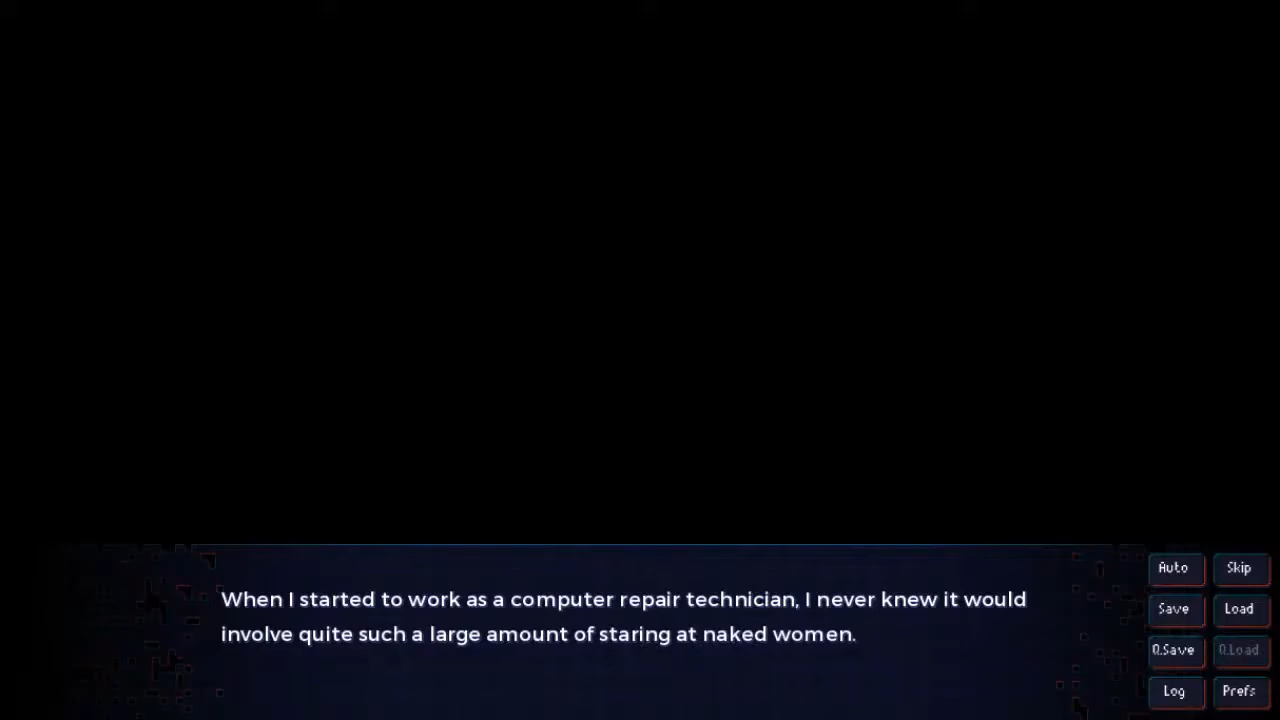 When I started to work as a computer repair technician, I never knew it would
involve quite such a large amount of staring at naked women.
Auto Skip
Save Load
Q.Save Q.Load
Log Prefs